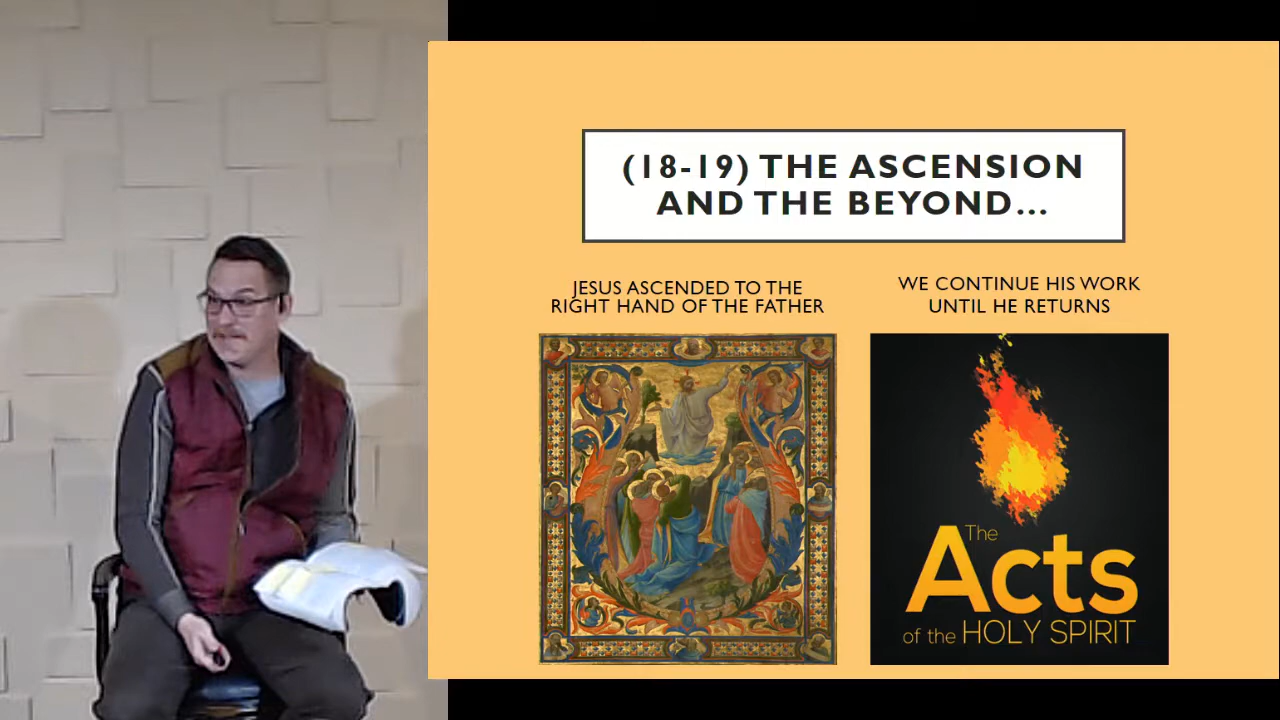 (18-19) THE ASCENSION
AND THE BEYOND...
JESUS ASCENDED TO THE
RIGHT HAND OF THE FATHER
WE CONTINUE HIS WORK
UNTIL HE RETURNS
The
Acts
of the HOLY SPIRIT